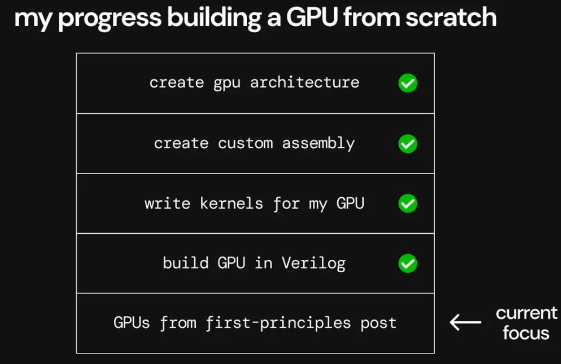 my progress building a GPU from scratch
create gpu architecture
create custom assembly
write kernels for my GPU
build GPU in Verilog
GPUs from first-principles post
current
focus